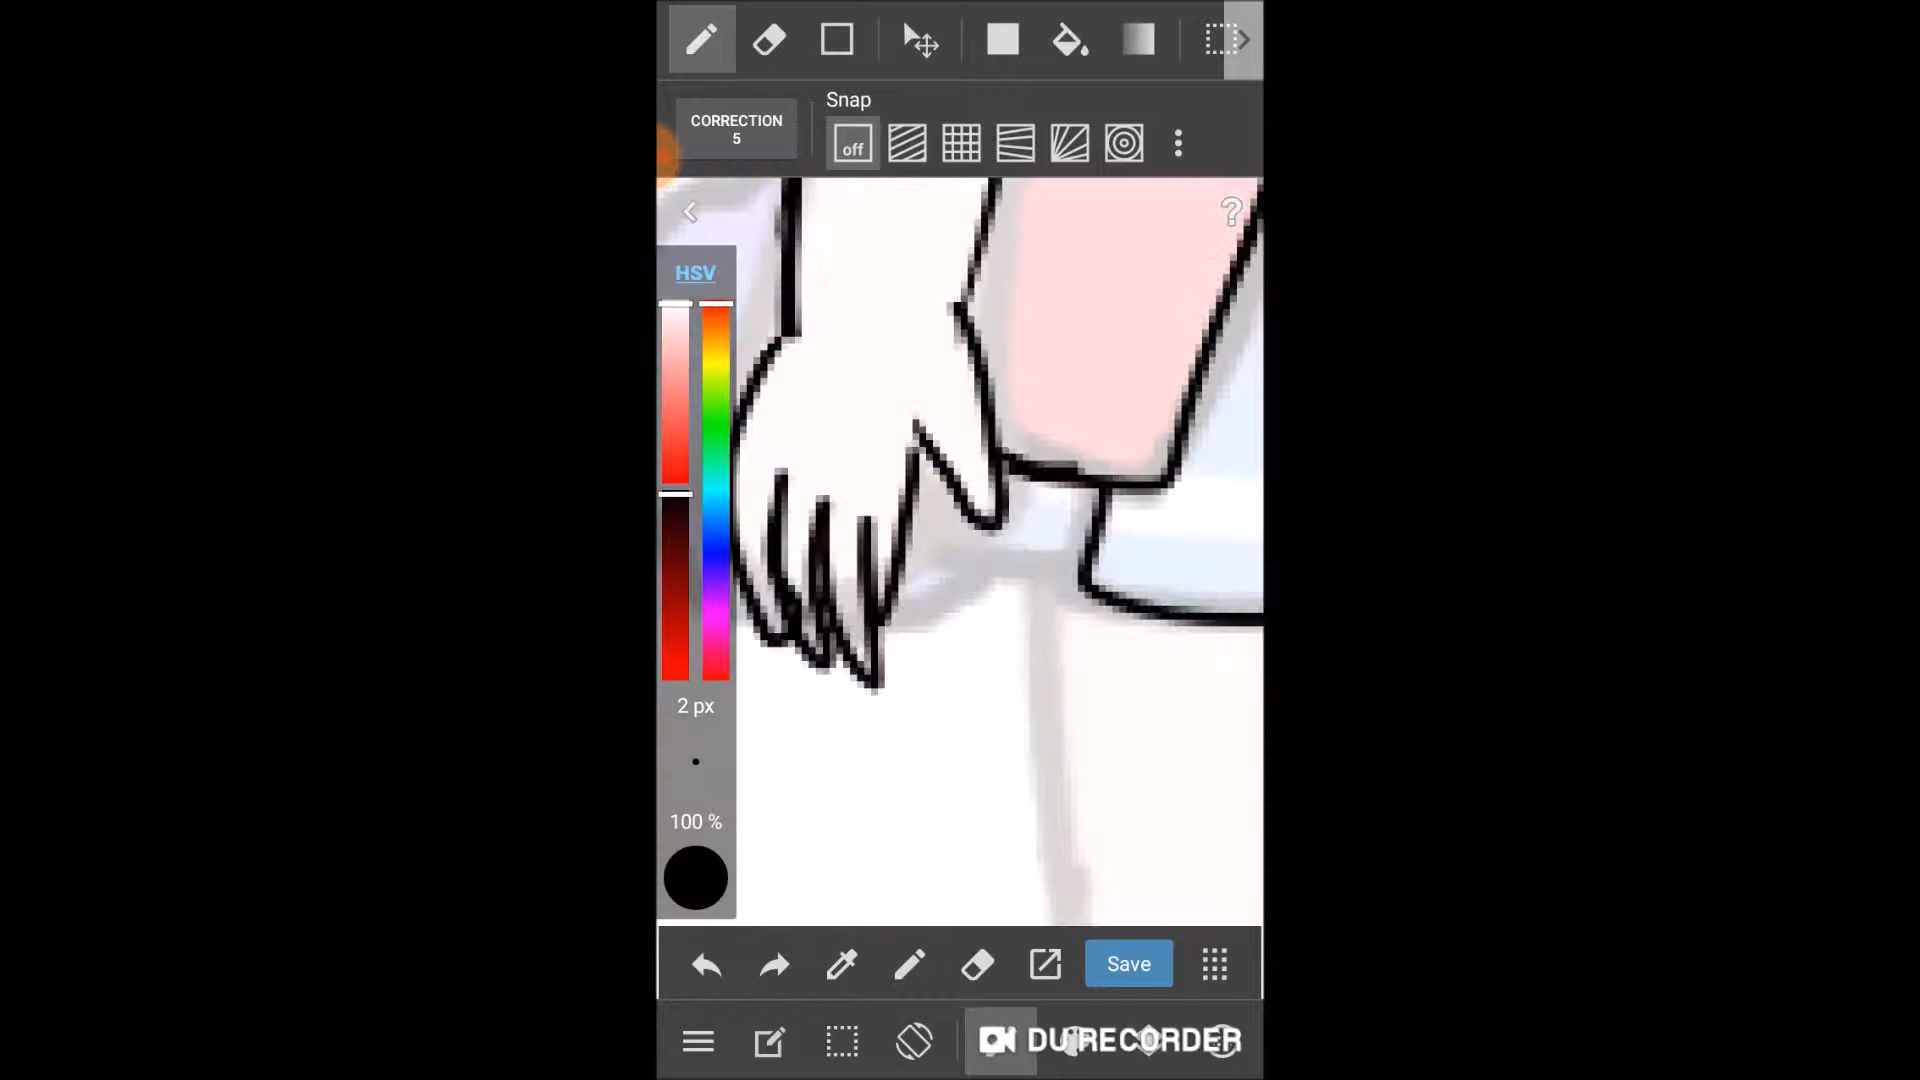 Snap
CORRECTION
5
off
?
HSV
2 px
100 %
Save
DU RECORDER